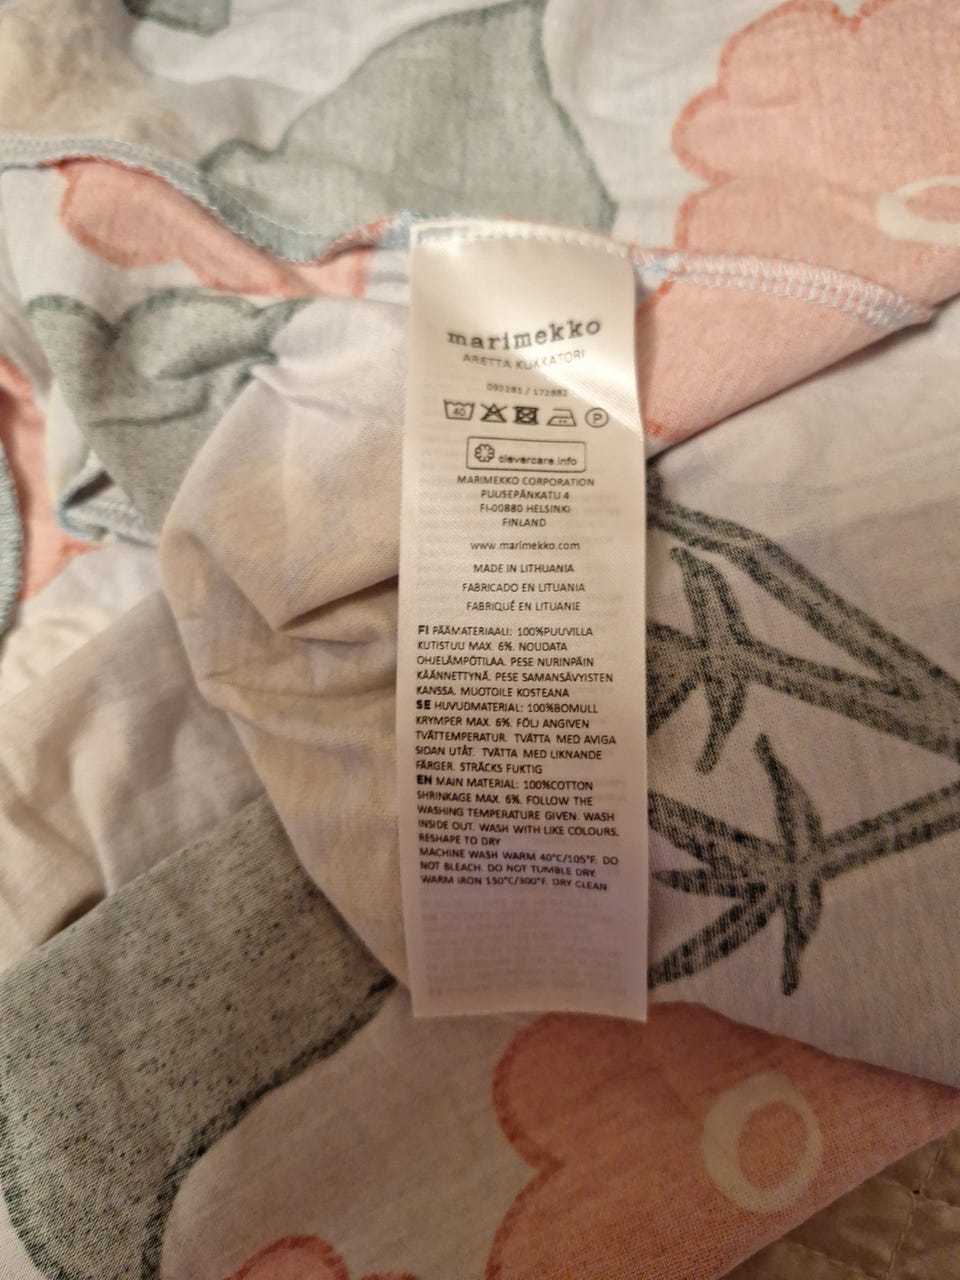 marimekko
ARETTA KUKKATORI
092281 / 172882
40
P
clevercare.info
MARIMEKKO CORPORATION
PUUSEPÄNKATU 4
FI-00880 HELSINKI
FINLAND
www.marimekko.com
MADE IN LITHUANIA
FABRICADO EN LITUANIA
FABRIQUÉ EN LITUANIE
FI PÄÄMATERIAALI: 100%PUUVILLA
KUTISTUU MAX. 6%. NOUDATA
OHJELÄMPÖTILAA. PESE NURINPÄIN
KÄÄNNETTYNÄ. PESE SAMANSÄVYISTEN
KANSSA. MUOTOILE KOSTEANA
SE HUVUDMATERIAL: 100%BOMULL
KRYMPER MAX. 6%. FÖLJ ANGIVEN
TVÄTTEMPERATUR. TVÄTTA MED AVIGA
SIDAN UTÅT. TVÄTTA MED LIKNANDE
FÄRGER. STRÄCKS FUKTIG
EN MAIN MATERIAL: 100%COTTON
SHRINKAGE MAX. 6%. FOLLOW THE
WASHING TEMPERATURE GIVEN. WASH
INSIDE OUT. WASH WITH LIKE COLOURS.
RESHAPE TO DRY
MACHINE WASH WARM 40°C/105°F. DO
NOT BLEACH. DO NOT TUMBLE DRY.
WARM IRON 150°C/300°F. DRY CLEAN